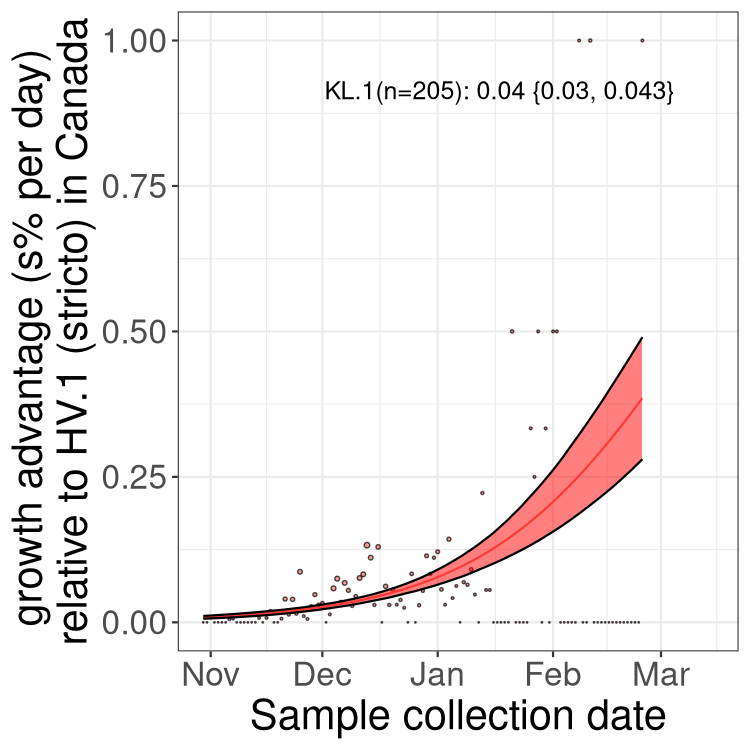 growth advantage (s% per day)
relative to HV.1 (stricto) in Canada
1.00
0.75
0.50
0.25
0.00
KL.1(n=205): 0.04 {0.03, 0.043}
Nov Dec Jan Feb Mar
Sample collection date